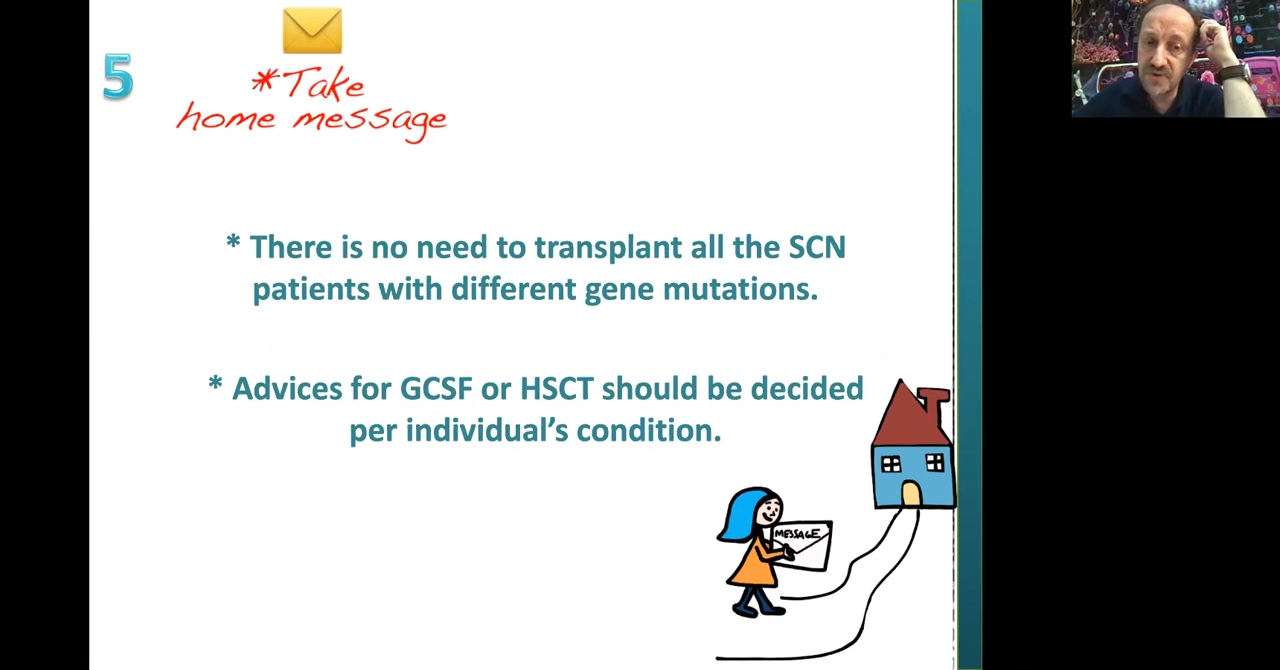 5
*Take
home message
* There is no need to transplant all the SCN
patients with different gene mutations.
* Advices for GCSF or HSCT should be decided
per individual’s condition.
MESSAGE